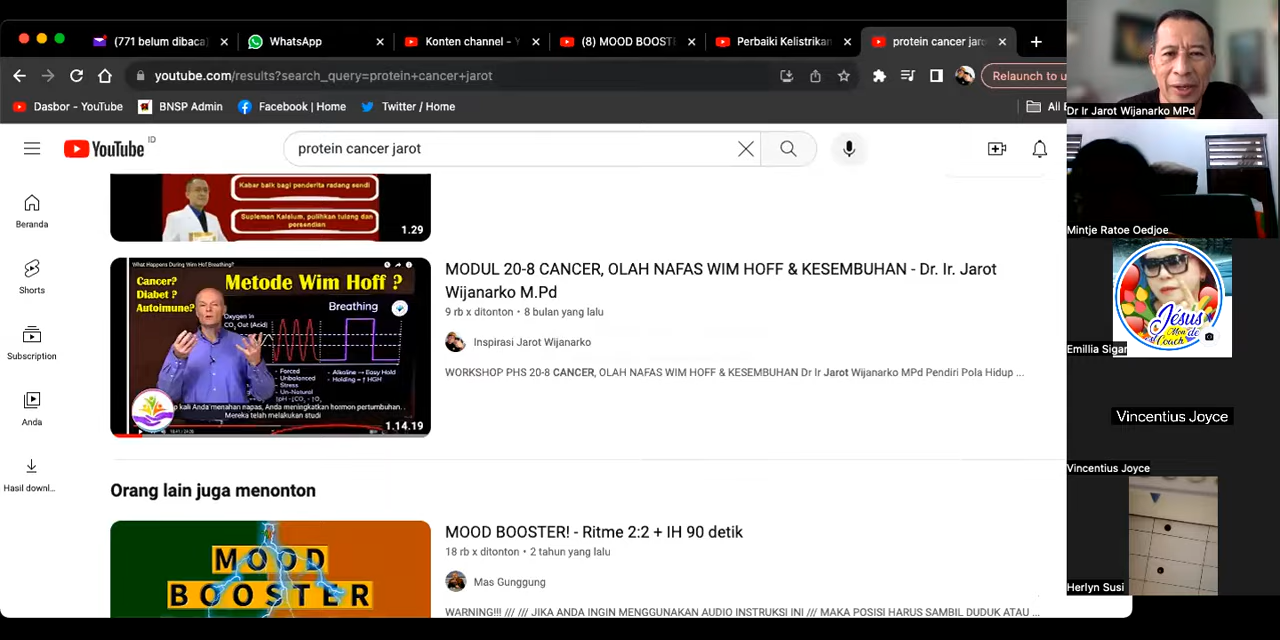 (771 belum dibaca)
WhatsApp
Konten channel - Y
(8) MOOD BOOST
Perbaiki Kelistrikan
protein cancer jaro
youtube.com/results?search_query=protein+cancer+jarot
Relaunch to u
Dasbor - YouTube
BNSP Admin
Facebook | Home
Twitter / Home
All
YouTube ID
protein cancer jarot
Beranda
Shorts
Subscription
Anda
Hasil downl...
Kabar baik bagi penderita radang sendi
Suplemen Kalsium, pulihkan tulang dan
persendian
1.29
What Happens During Wim Hof Breathing?
Cancer?
Diabet ?
Autoimune?
Metode Wim Hoff ?
Breathing
Oxygen in
CO₂ Out (Acid)
- Forced
- Unbalanced
- Stress
- Un-Natural
- Alkaline → Easy Hold
- Holding = ↑ HGH
p kali Anda menahan napas, Anda meningkatkan hormon pertumbuhan.
Mereka telah melakukan studi
1.14.19
MODUL 20-8 CANCER, OLAH NAFAS WIM HOFF & KESEMBUHAN - Dr. Ir. Jarot
Wijanarko M.Pd
9 rb x ditonton • 8 bulan yang lalu
Inspirasi Jarot Wijanarko
WORKSHOP PHS 20-8 CANCER, OLAH NAFAS WIM HOFF & KESEMBUHAN Dr Ir Jarot Wijanarko MPd Pendiri Pola Hidup ...
Orang lain juga menonton
MOOD
BOOSTER
MOOD BOOSTER! - Ritme 2:2 + IH 90 detik
18 rb x ditonton • 2 tahun yang lalu
Mas Gunggung
WARNING!!! /// /// JIKA ANDA INGIN MENGGUNAKAN AUDIO INSTRUKSI INI /// MAKA POSISI HARUS SAMBIL DUDUK ATAU ...
Dr Ir Jarot Wijanarko MPd
Mintje Ratoe Oedjoe
Jésus
Mon
Coach
Emillia Sigar
Vincentius Joyce
Vincentius Joyce
Herlyn Susi